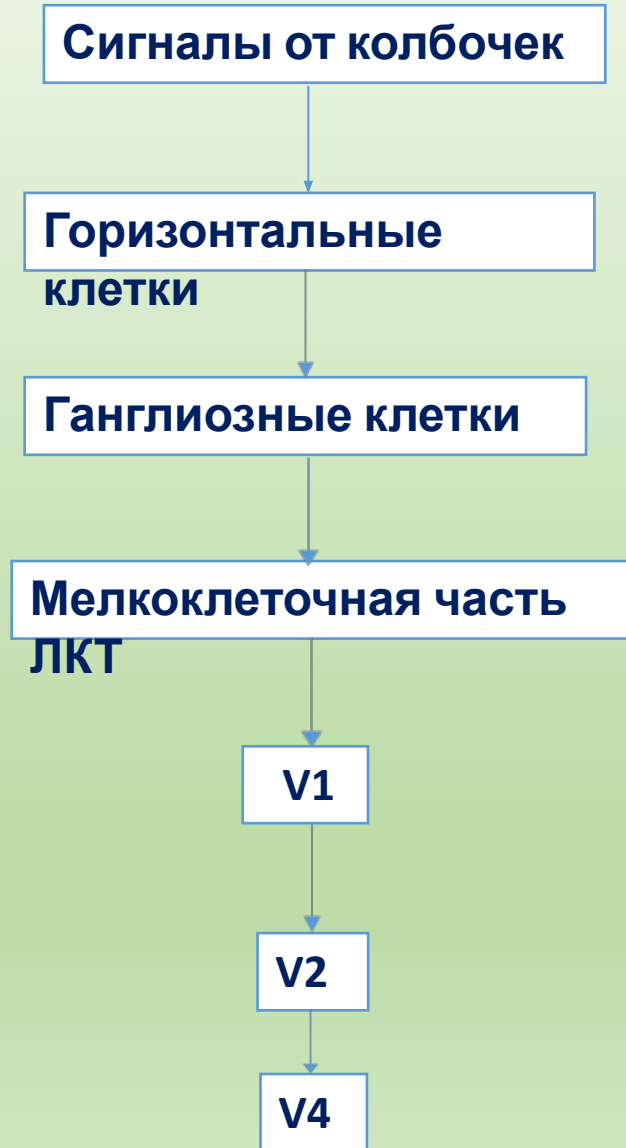 Сигналы от колбочек
Горизонтальные
клетки
Ганглиозные клетки
Мелкоклеточная часть
ЛКТ
V1
V2
V4